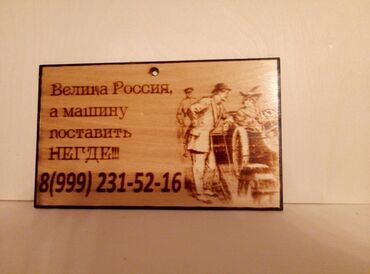 Велика Россия,
а машину
поставить
НЕГДЕ!!!
8(999) 231-52-16